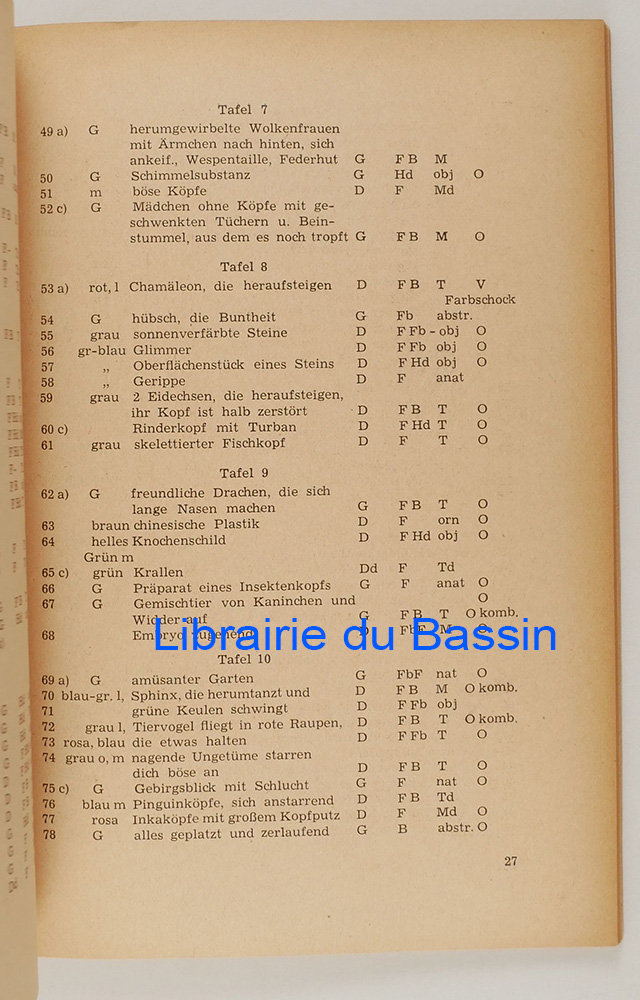 Tafel 7
49 a) G herumgewirbelte Wolkenfrauen
mit Ärmchen nach hinten, sich
ankeif., Wespentaille, Federhut G F B M
50 G Schimmelsubstanz G Hd obj O
51 m böse Köpfe D F Md
52 c) G Mädchen ohne Köpfe mit ge-
schwenkten Tüchern u. Bein-
stummel, aus dem es noch tropft G F B M O
Tafel 8
53 a) rot, l Chamäleon, die heraufsteigen D F B T V
Farbschock
54 G hübsch, die Buntheit G Fb abstr.
55 grau sonnenverfärbte Steine D F Fb - obj O
56 gr-blau Glimmer D F Fb obj O
57 „ Oberflächenstück eines Steins D F Hd obj O
58 „ Gerippe D F anat
59 grau 2 Eidechsen, die heraufsteigen,
ihr Kopf ist halb zerstört D F B T O
60 c) Rinderkopf mit Turban D F Hd T O
61 grau skelettierter Fischkopf D F T O
Tafel 9
62 a) G freundliche Drachen, die sich
lange Nasen machen G F B T O
63 braun chinesische Plastik D F orn O
64 helles Knochenschild D F Hd obj O
Grün m
65 c) grün Krallen Dd F Td
66 G Präparat eines Insektenkopfs G F anat O
67 G Gemischtier von Kaninchen und O
Widder auf G F B T O komb.
68 D FbF M O
Librairie du Bassin
Tafel 10
69 a) G amüsanter Garten G FbF nat O
70 blau-gr. l, Sphinx, die herumtanzt und D F B M O komb.
71 grüne Keulen schwingt D F Fb obj
72 grau l, Tiervogel fliegt in rote Raupen, D F B T O komb.
73 rosa, blau die etwas halten D F Fb T O
74 grau o, m nagende Ungetüme starren
dich böse an D F B T O
75 c) G Gebirgsblick mit Schlucht G F nat O
76 blau m Pinguinköpfe, sich anstarrend D F B Td
77 rosa Inkaköpfe mit großem Kopfputz D F Md O
78 G alles geplatzt und zerlaufend G B abstr. O
27